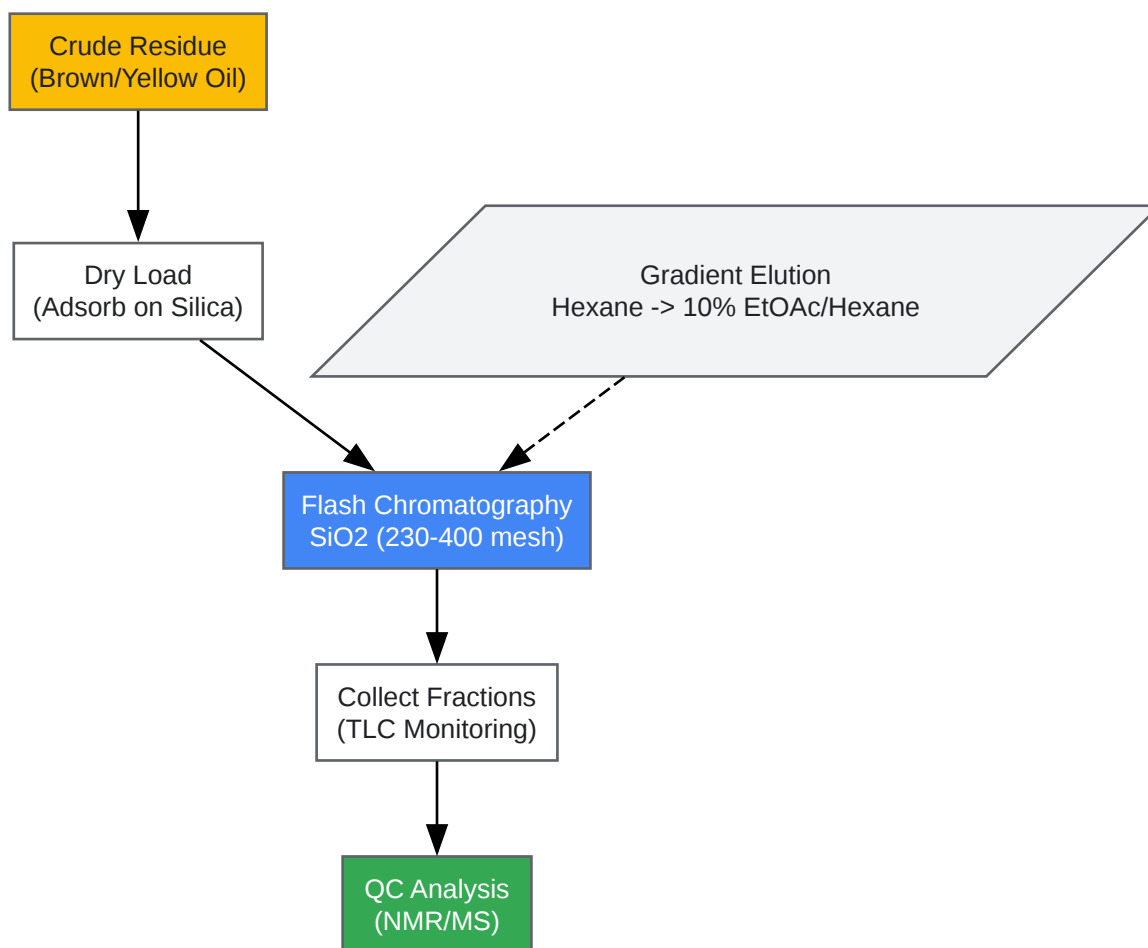 Crude Residue
(Brown/Yellow Oil)
Dry Load
(Adsorb on Silica)
Gradient Elution
Hexane -> 10% EtOAc/Hexane
Flash Chromatography
SiO2 (230-400 mesh)
Collect Fractions
(TLC Monitoring)
QC Analysis
(NMR/MS)